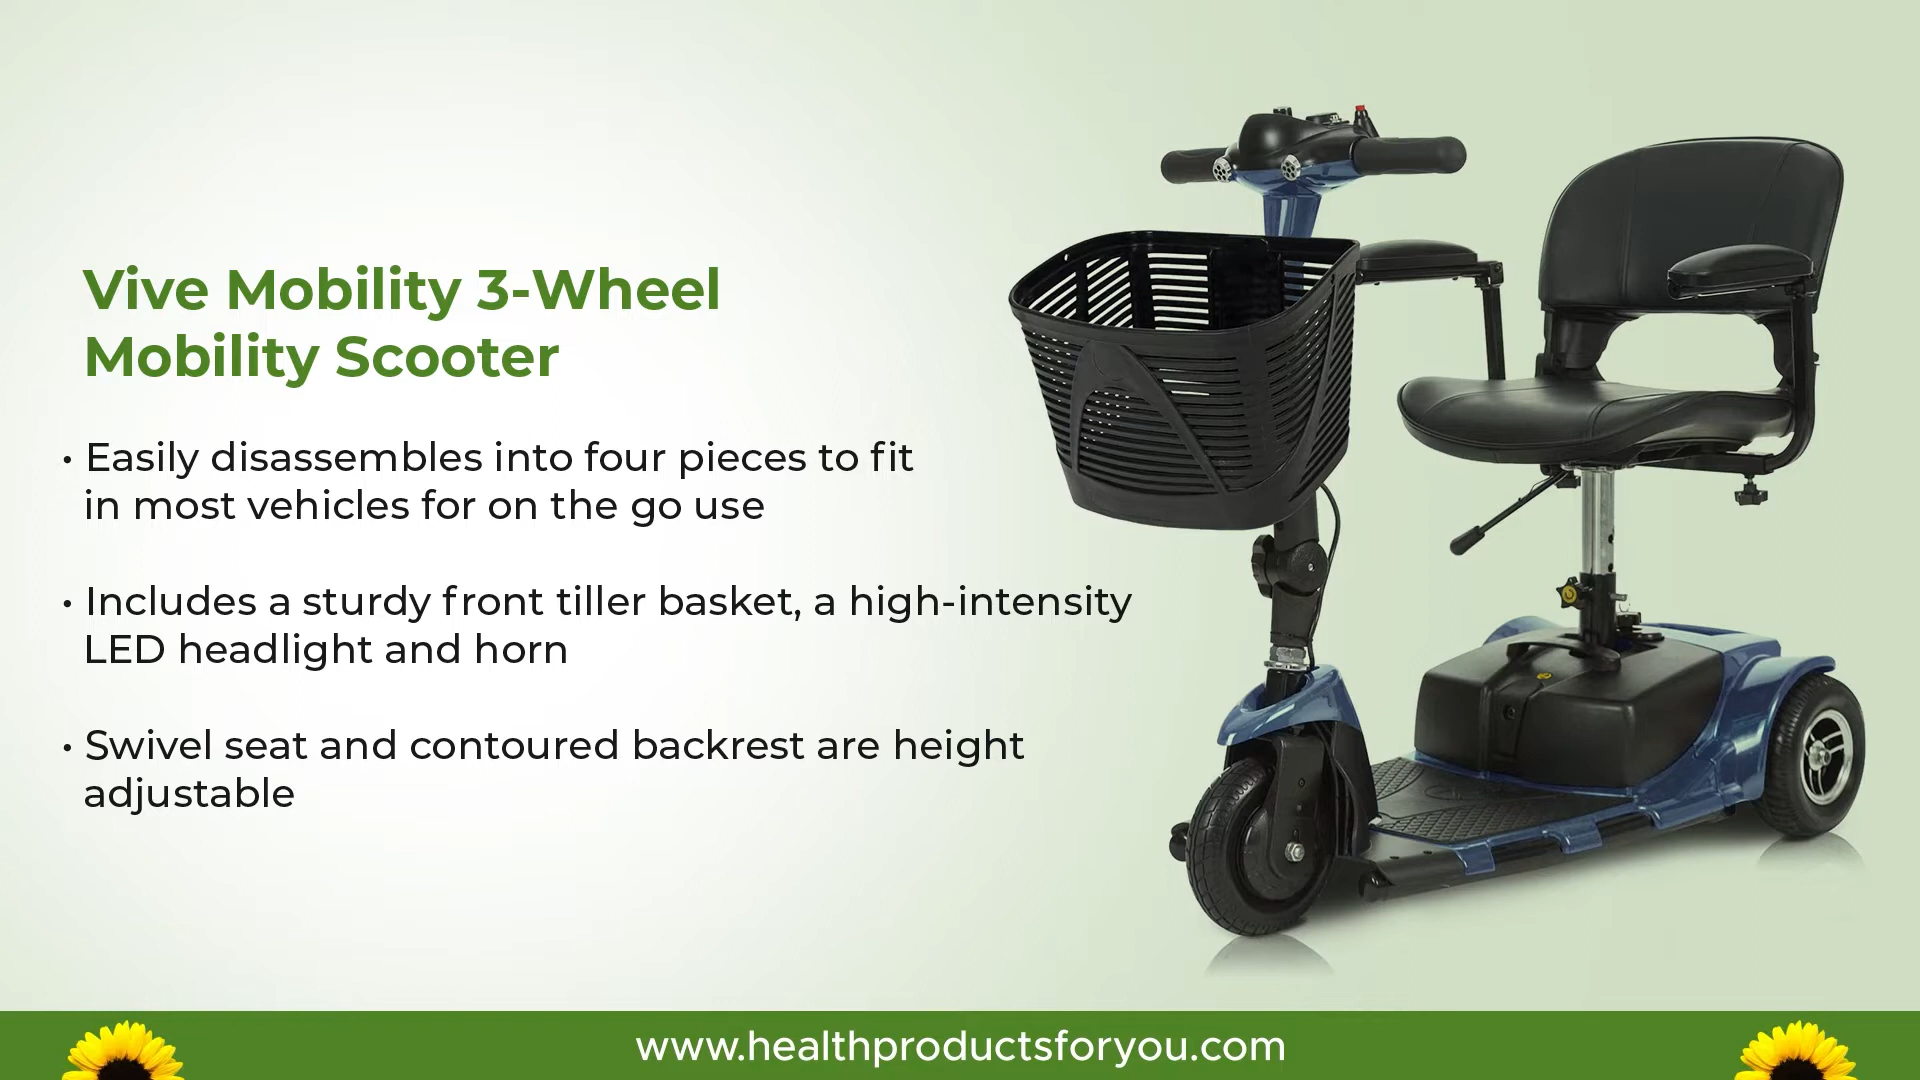 Vive Mobility 3-Wheel
Mobility Scooter
• Easily disassembles into four pieces to fit
in most vehicles for on the go use
• Includes a sturdy front tiller basket, a high-intensity
LED headlight and horn
• Swivel seat and contoured backrest are height
adjustable
www.healthproductsforyou.com